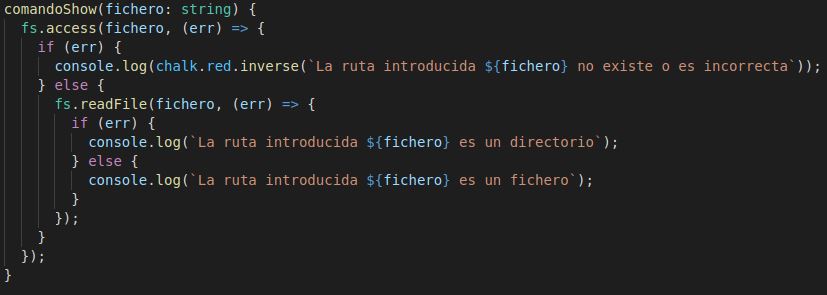 comandoShow(fichero: string) {
  fs.access(fichero, (err) => {
    if (err) {
      console.log(chalk.red.inverse(`La ruta introducida ${fichero} no existe o es incorrecta`));
    } else {
      fs.readFile(fichero, (err) => {
        if (err) {
          console.log(`La ruta introducida ${fichero} es un directorio`);
        } else {
          console.log(`La ruta introducida ${fichero} es un fichero`);
        }
      });
    }
  });
}